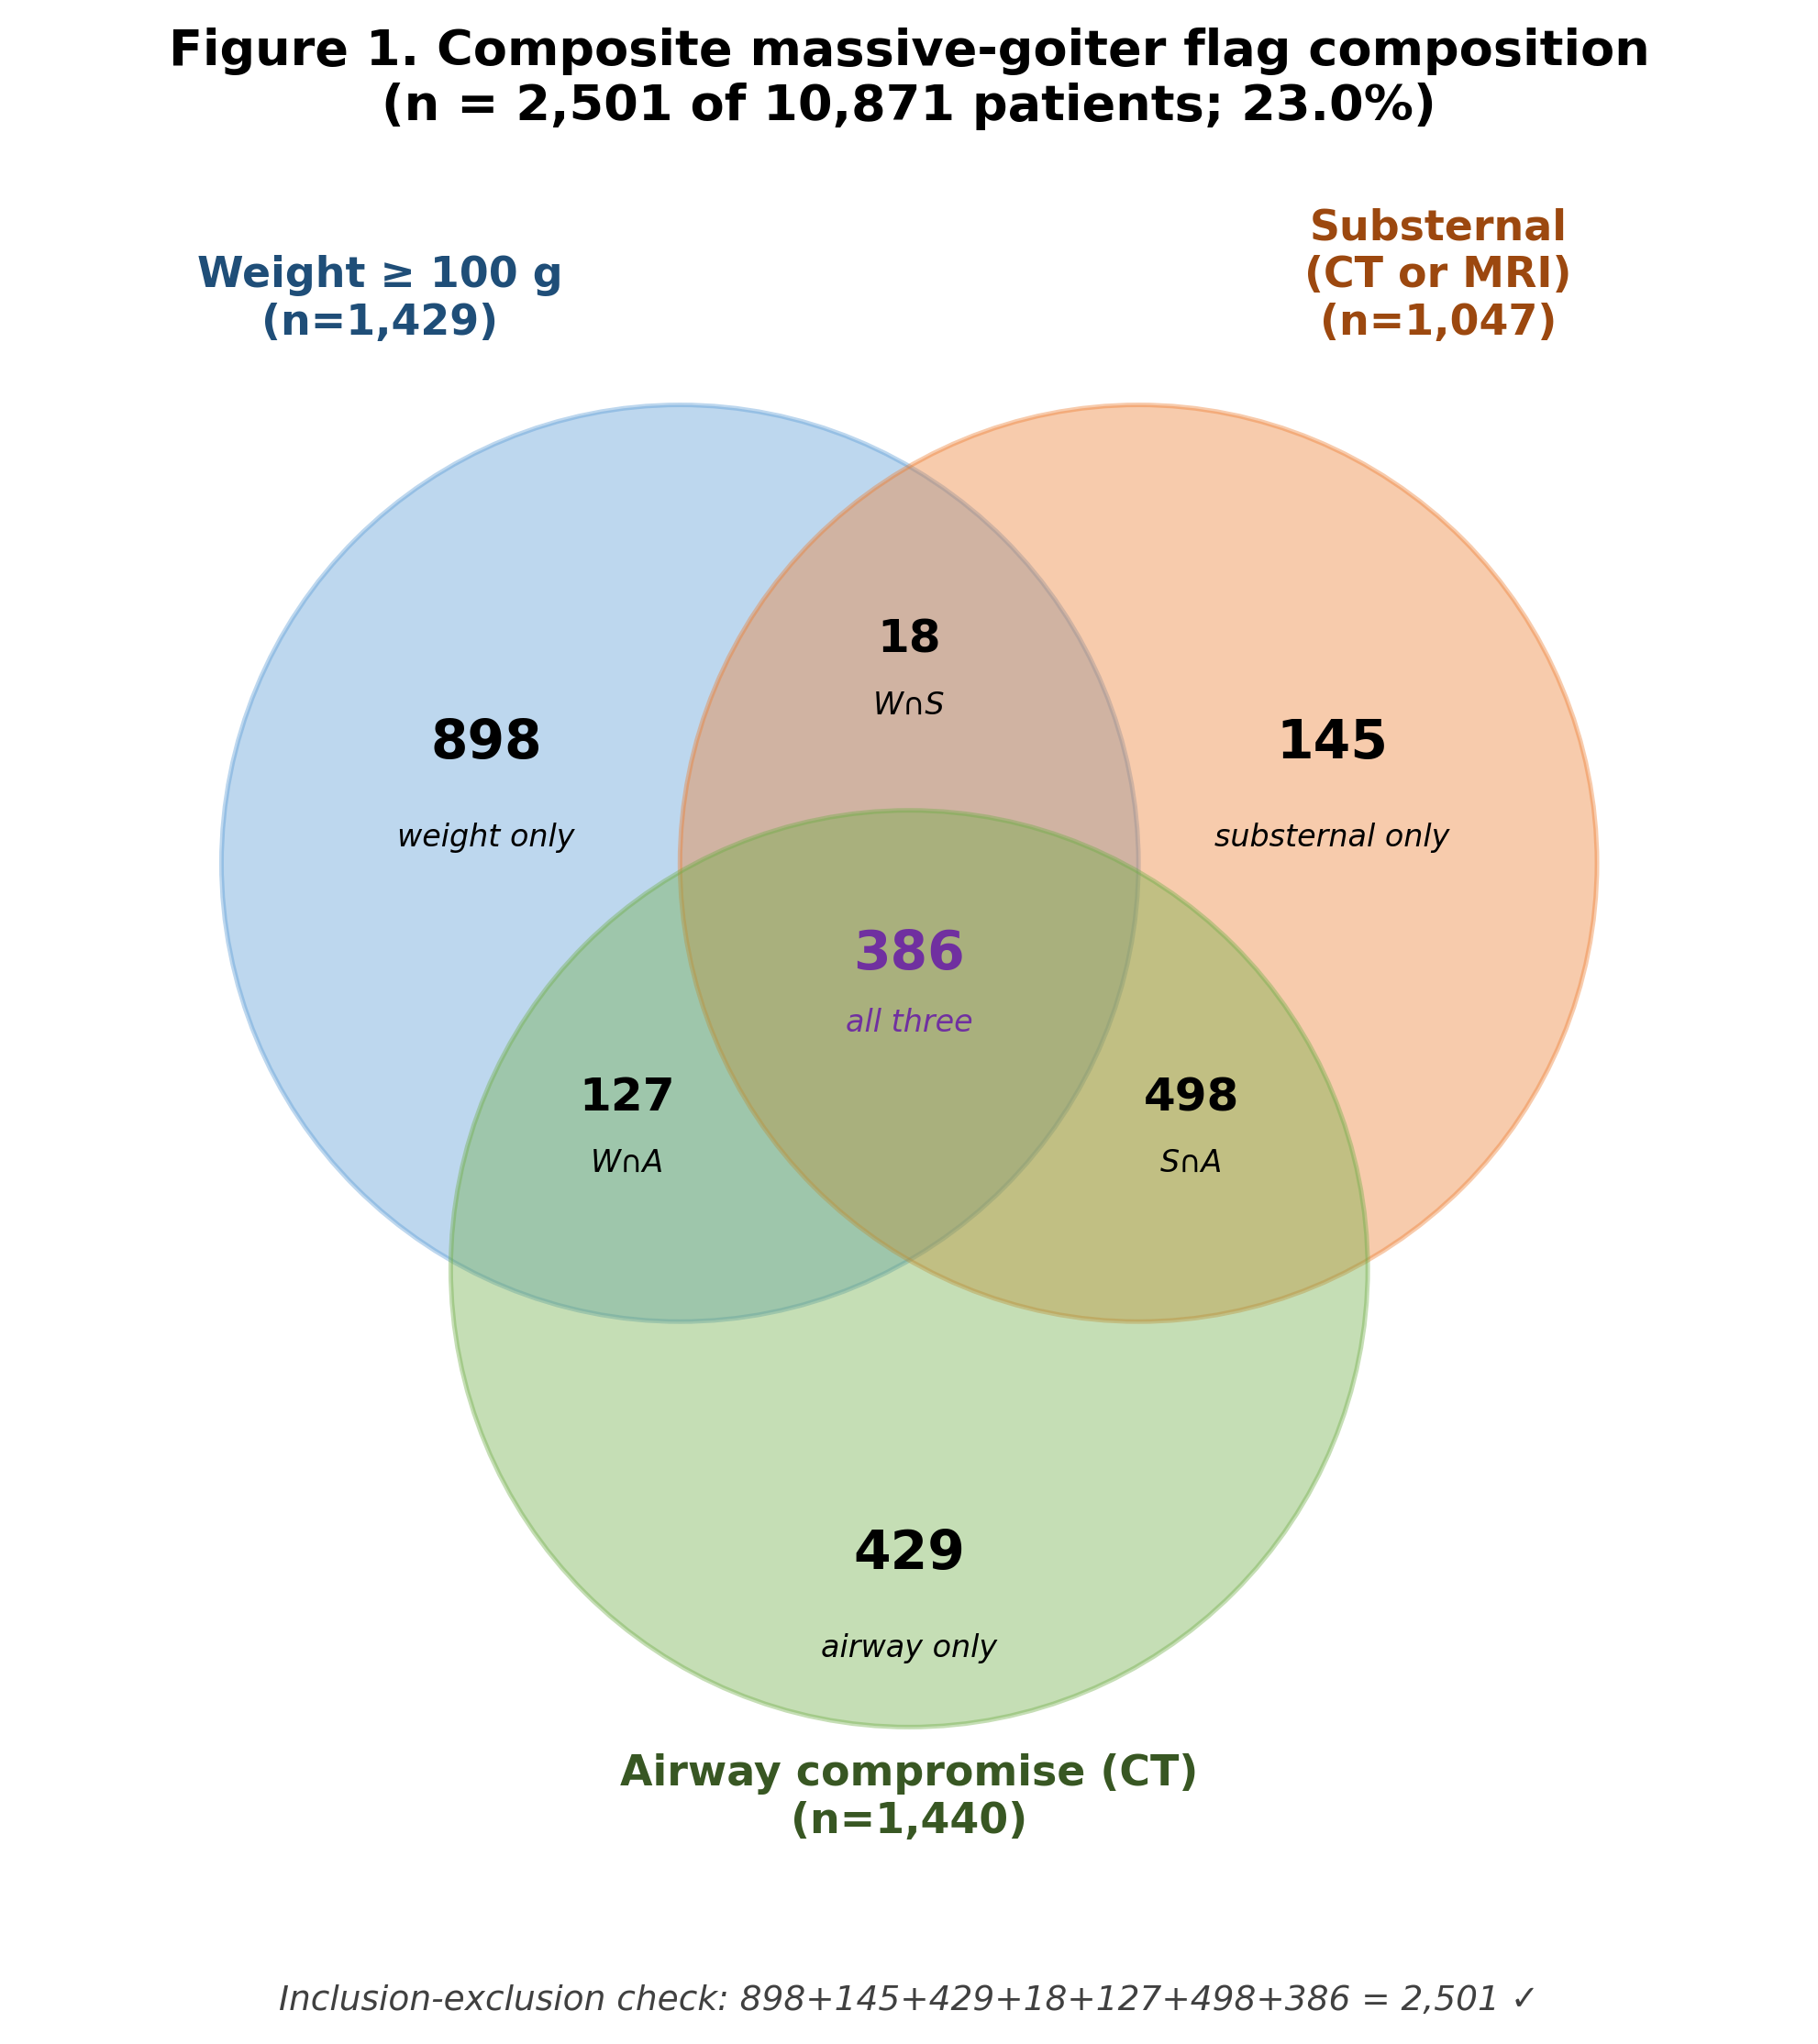 Figure 1. Composite massive-goiter flag composition
(n = 2,501 of 10,871 patients; 23.0%)
Weight ≥ 100 g
(n=1,429)
Substernal
(CT or MRI)
(n=1,047)
18
W∩S
898
weight only
145
substernal only
386
all three
127
W∩A
498
S∩A
429
airway only
Airway compromise (CT)
(n=1,440)
Inclusion-exclusion check: 898+145+429+18+127+498+386 = 2,501 ✓